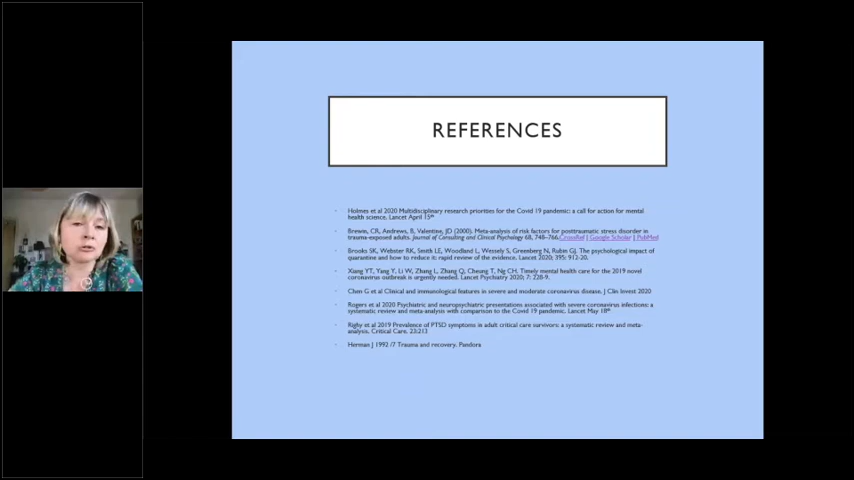 REFERENCES
Holmes et al 2020 Multidisciplinary research priorities for the Covid 19 pandemic: a call for action for mental
health science. Lancet April 15th
Brewin, CR, Andrews, B, Valentine, JD (2000). Meta-analysis of risk factors for posttraumatic stress disorder in
trauma-exposed adults. Journal of Consulting and Clinical Psychology 68, 748–766.CrossRef | Google Scholar | PubMed
Brooks SK, Webster RK, Smith LE, Woodland L, Wessely S, Greenberg N, Rubin GJ. The psychological impact of
quarantine and how to reduce it: rapid review of the evidence. Lancet 2020; 395: 912-20.
Xiang YT, Yang Y, Li W, Zhang L, Zhang Q, Cheung T, Ng CH. Timely mental health care for the 2019 novel
coronavirus outbreak is urgently needed. Lancet Psychiatry 2020; 7: 228-9.
Chen G et al Clinical and immunological features in severe and moderate coronavirus disease. J Clin Invest 2020
Rogers et al 2020 Psychiatric and neuropsychiatric presentations associated with severe coronavirus infections: a
systematic review and meta-analysis with comparison to the Covid 19 pandemic. Lancet May 18th
Righy et al 2019 Prevalence of PTSD symptoms in adult critical care survivors: a systematic review and meta-
analysis. Critical Care. 23:213
Herman J 1992 /7 Trauma and recovery. Pandora